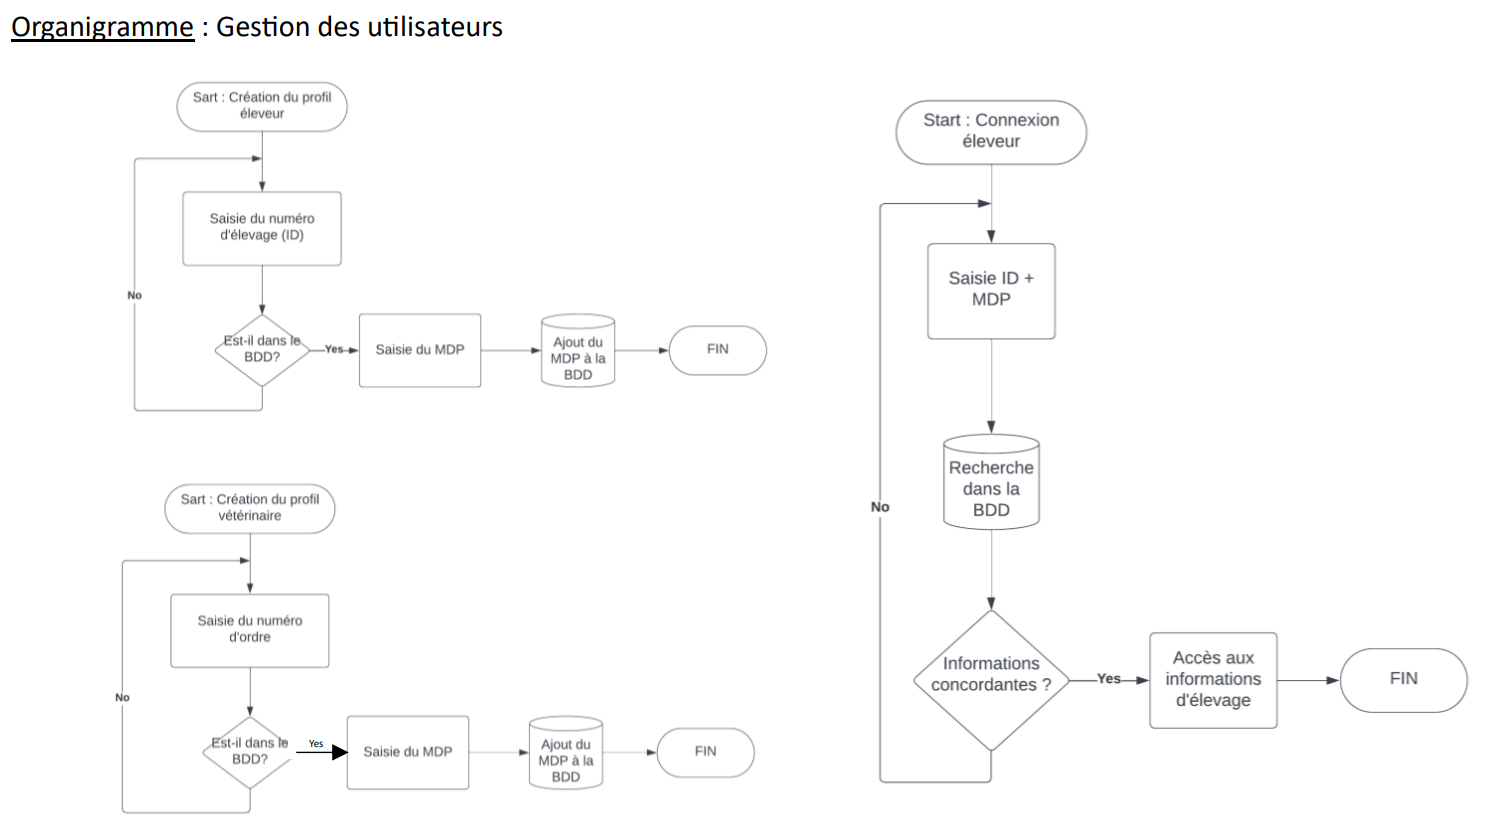 Organigramme : Gestion des utilisateurs
Sart : Création du profil
éleveur
Saisie du numéro
d'élevage (ID)
No
Est-il dans le
BDD?
Yes
Saisie du MDP
Ajout du
MDP à la
BDD
FIN
Sart : Création du profil
vétérinaire
Saisie du numéro
d'ordre
No
Est-il dans le
BDD?
Yes
Saisie du MDP
Ajout du
MDP à la
BDD
FIN
Start : Connexion
éleveur
Saisie ID +
MDP
Recherche
dans la
BDD
No
Informations
concordantes ?
Yes
Accès aux
informations
d'élevage
FIN